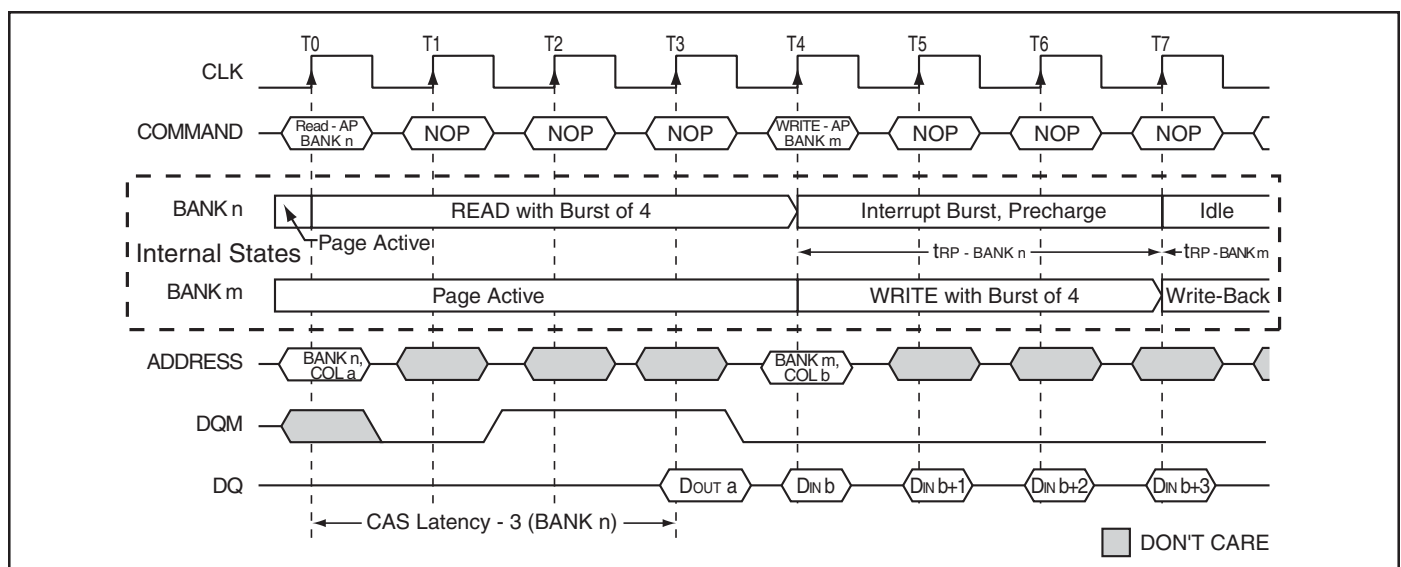 T0 T1 T2 T3 T4 T5 T6 T7
CLK
COMMAND Read - AP BANK n NOP NOP NOP WRITE - AP BANK m NOP NOP NOP
BANK n READ with Burst of 4 Interrupt Burst, Precharge Idle
Page Active
Internal States
tRP - BANK n tRP - BANK m
BANK m Page Active WRITE with Burst of 4 Write-Back
ADDRESS BANK n, COL a BANK m, COL b
DQM
DQ DOUT a DIN b DIN b+1 DIN b+2 DIN b+3
CAS Latency - 3 (BANK n)
DON'T CARE